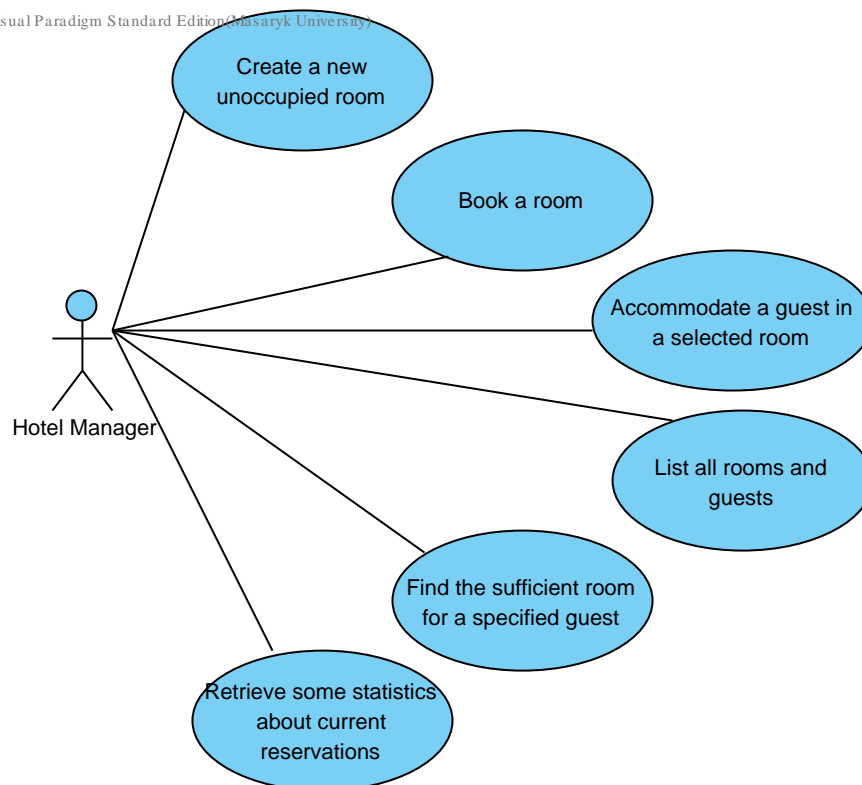 sual Paradigm Standard Edition(Masaryk University)
Create a new
unoccupied room
Book a room
Accommodate a guest in
a selected room
Hotel Manager
List all rooms and
guests
Find the sufficient room
for a specified guest
Retrieve some statistics
about current
reservations